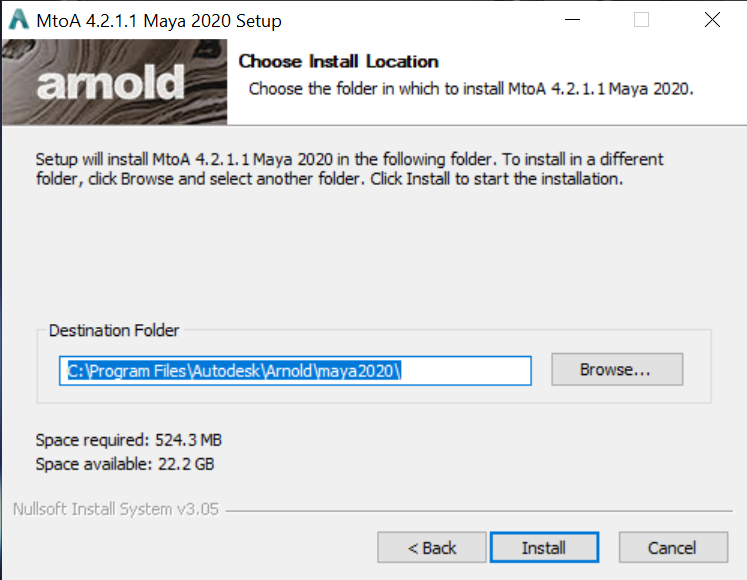 MtoA 4.2.1.1 Maya 2020 Setup
arnold
Choose Install Location
Choose the folder in which to install MtoA 4.2.1.1 Maya 2020.
Setup will install MtoA 4.2.1.1 Maya 2020 in the following folder. To install in a different
folder, click Browse and select another folder. Click Install to start the installation.
Destination Folder
C:\Program Files\Autodesk\Arnold\maya2020\
Browse...
Space required: 524.3 MB
Space available: 22.2 GB
Nullsoft Install System v3.05
< Back
Install
Cancel